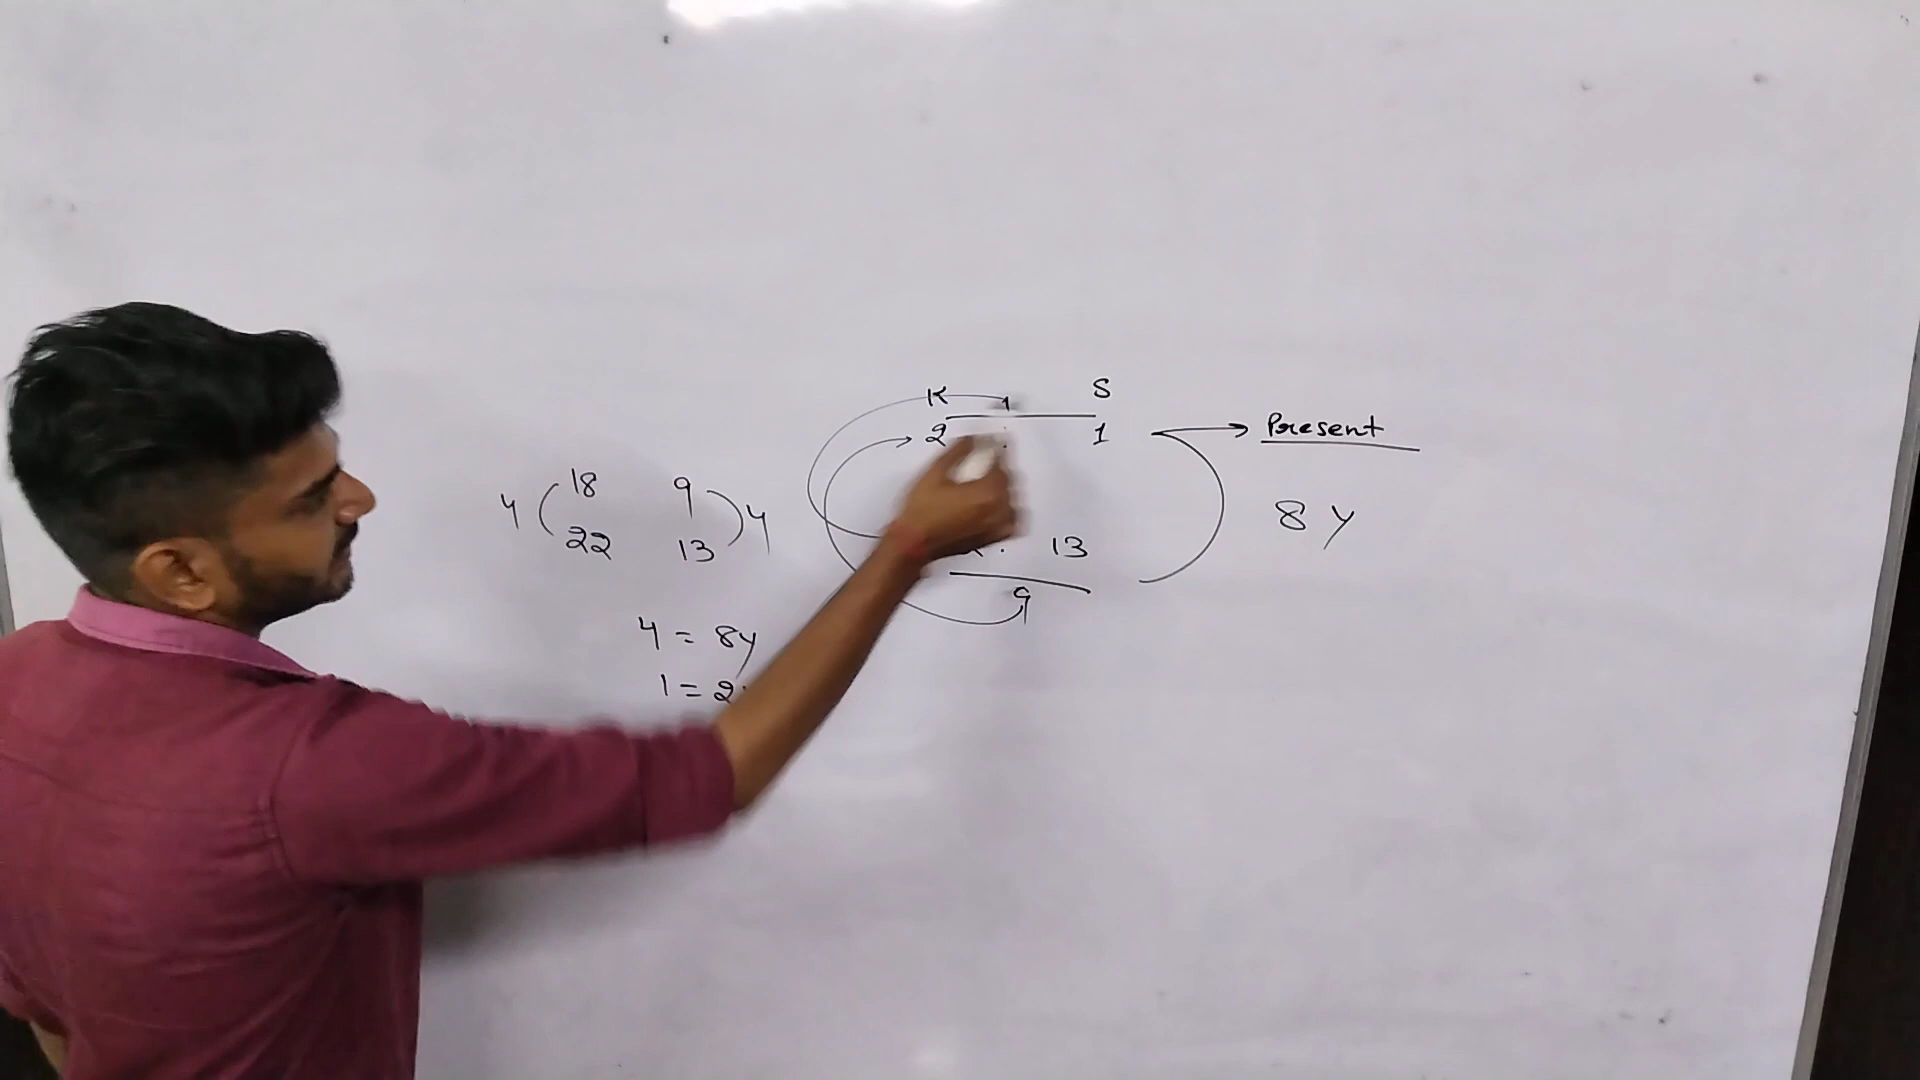 K 1 S
2 : 1
Present
18 9
4 4
8 y
22 13
13
9
4 = 8y
1 = 2